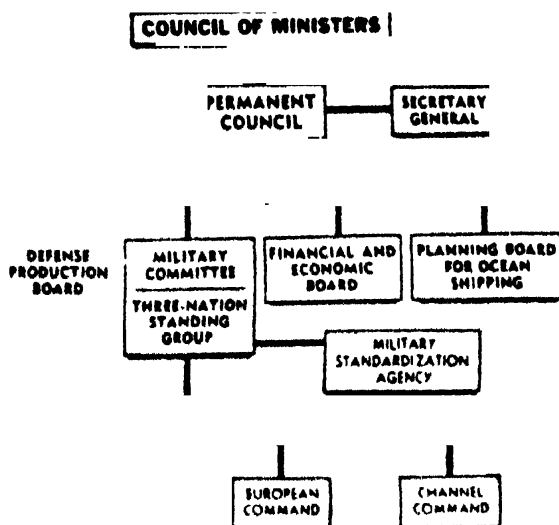 COUNCIL OF MINISTERS
PERMANENT
COUNCIL
SECRETARY
GENERAL
DEFENSE
PRODUCTION
BOARD
MILITARY
COMMITTEE
THREE-NATION
STANDING
GROUP
FINANCIAL AND
ECONOMIC
BOARD
PLANNING BOARD
FOR OCEAN
SHIPPING
MILITARY
STANDARDIZATION
AGENCY
EUROPEAN
COMMAND
CHANNEL
COMMAND